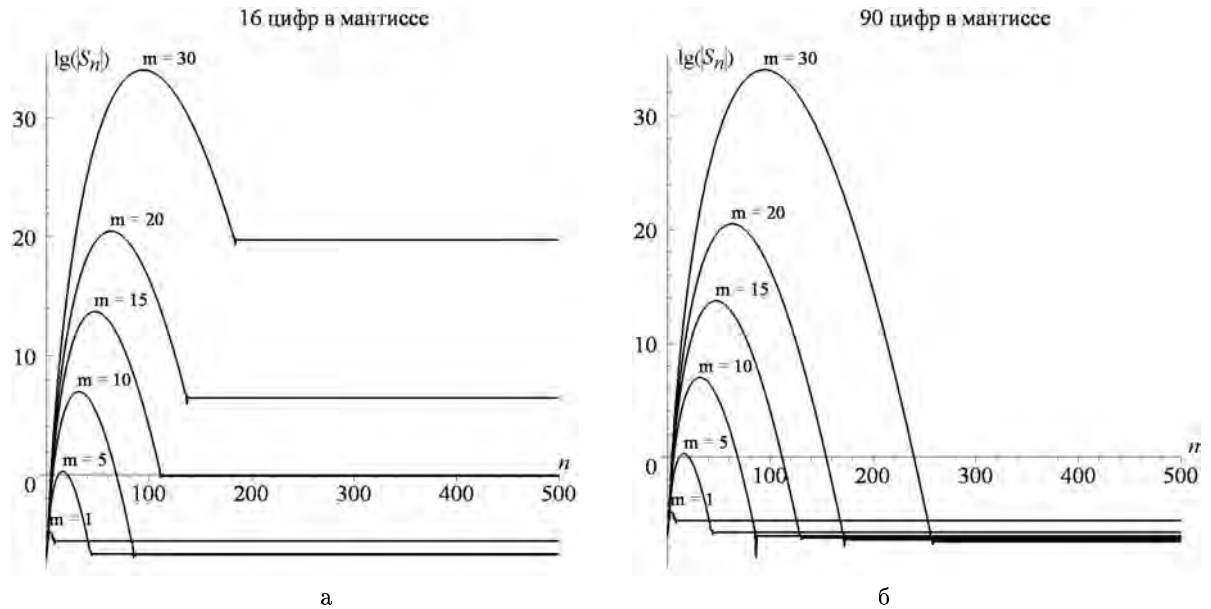 16 цифр в мантиссе
lg(|Sn|)
m = 30
30
m = 20
20
m = 15
10
m = 10
m = 5
n
0
100
200
300
400
500
m = 1
а
90 цифр в мантиссе
lg(|Sn|)
m = 30
30
m = 20
20
m = 15
10
m = 10
m = 5
n
0
100
200
300
400
500
m = 1
б